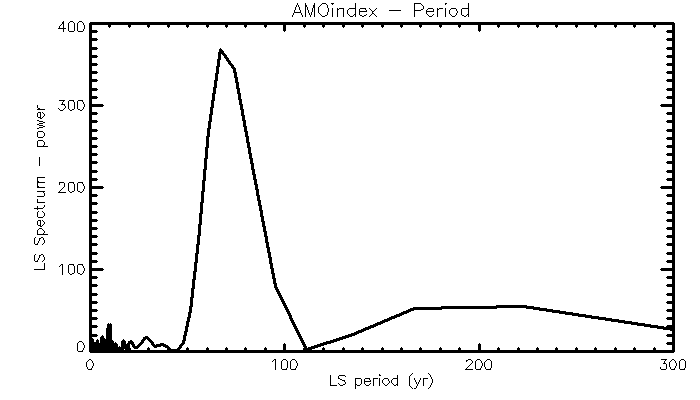 AMOindex – Period
400
300
200
100
0
LS Spectrum – power
0 100 200 300
LS period (yr)